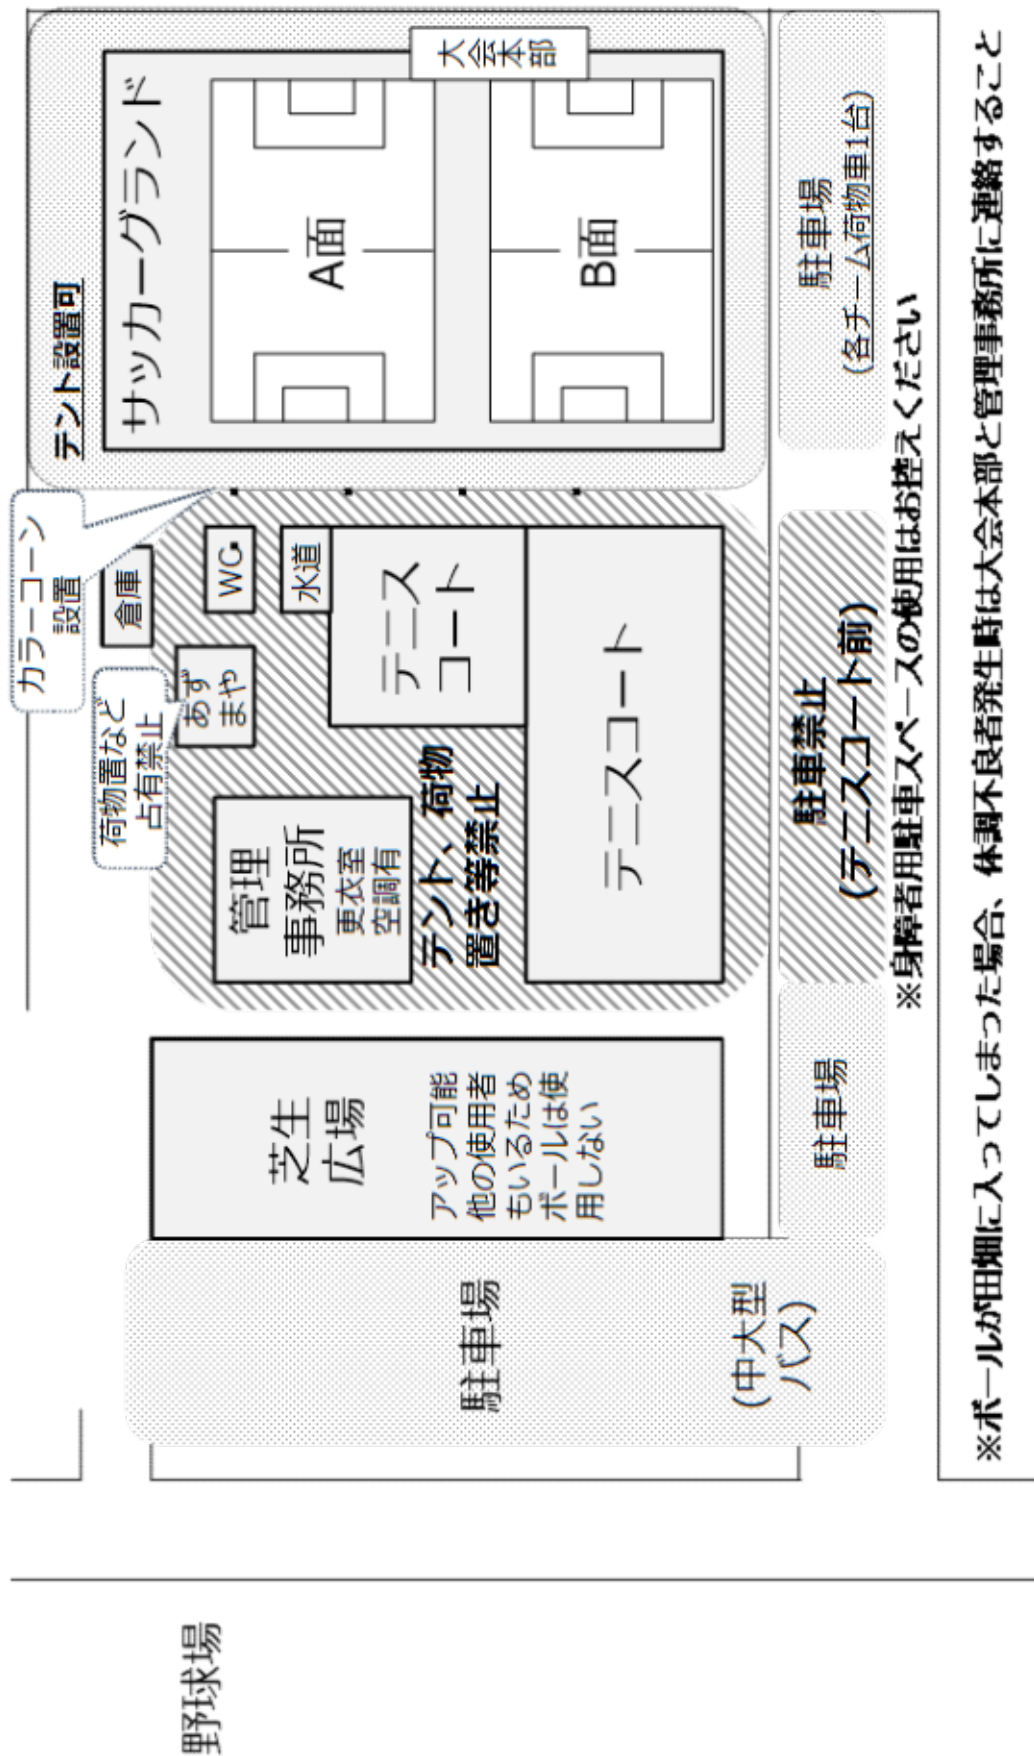 野球場
駐車場
(中大型
バス)
芝生
広場
アップ可能
他の使用者
もいるため
ボールは使
用しない
駐車場
管理
事務所
更衣室
空調有
荷物置など
占有禁止
あず
まや
倉庫
カラーコーン
設置
WC
水道
テニス
コート
テント、荷物
置き等禁止
テニスコート
駐車禁止
(テニスコート前)
テント設置可
サッカーグランド
A面
B面
大会本部
駐車場
(各チーム荷物車1台)
※身障者用駐車スペースの使用はお控えください
※ボールが田畑に入ってしまった場合、体調不良者発生時は大会本部と管理事務所に連絡すること